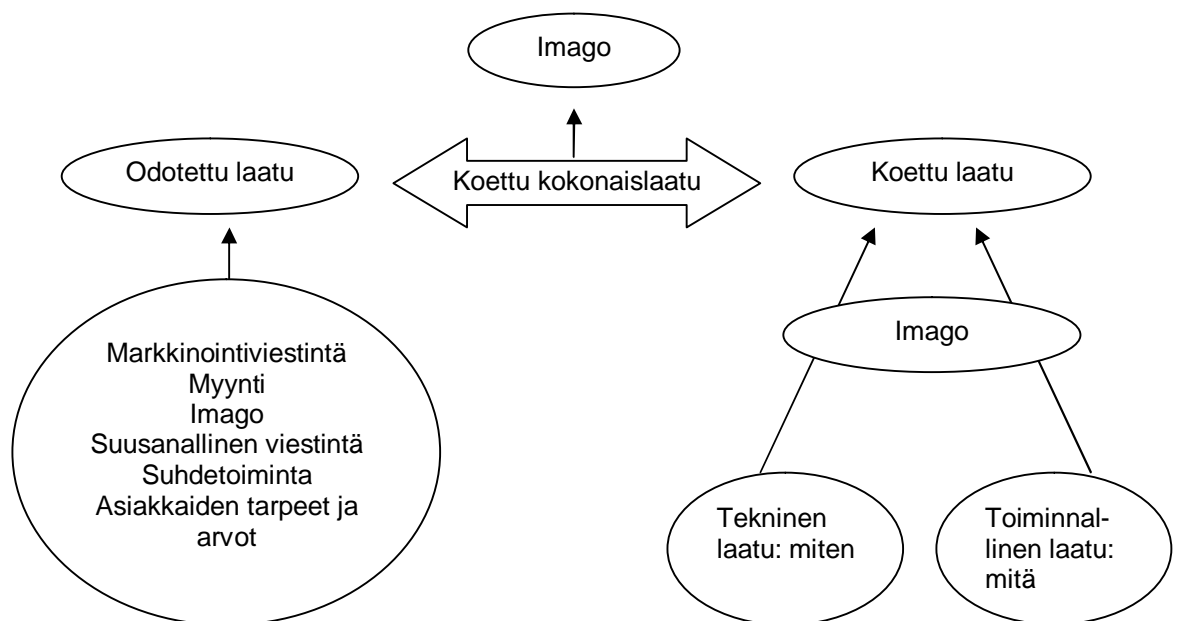 Imago
Odotettu laatu
Koettu kokonaislaatu
Koettu laatu
Markkinointiviestintä
Myynti
Imago
Suusanallinen viestintä
Suhdetoiminta
Asiakkaiden tarpeet ja
arvot
Imago
Tekninen
laatu: miten
Toiminnal-
linen laatu:
mitä